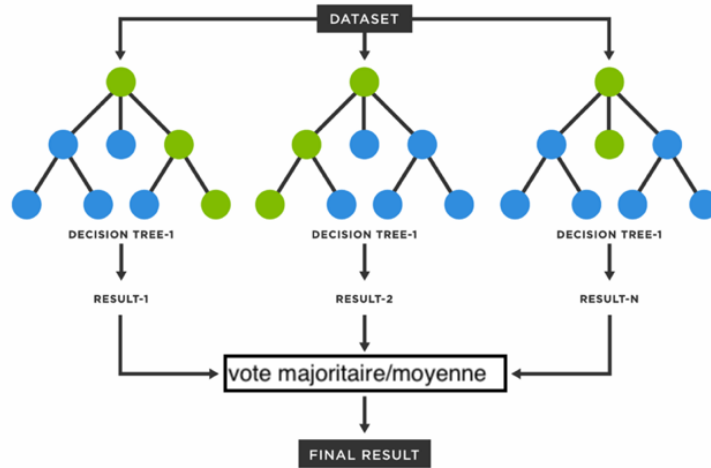 DATASET
DECISION TREE-1 DECISION TREE-1 DECISION TREE-1
RESULT-1 RESULT-2 RESULT-N
vote majoritaire/moyenne
FINAL RESULT